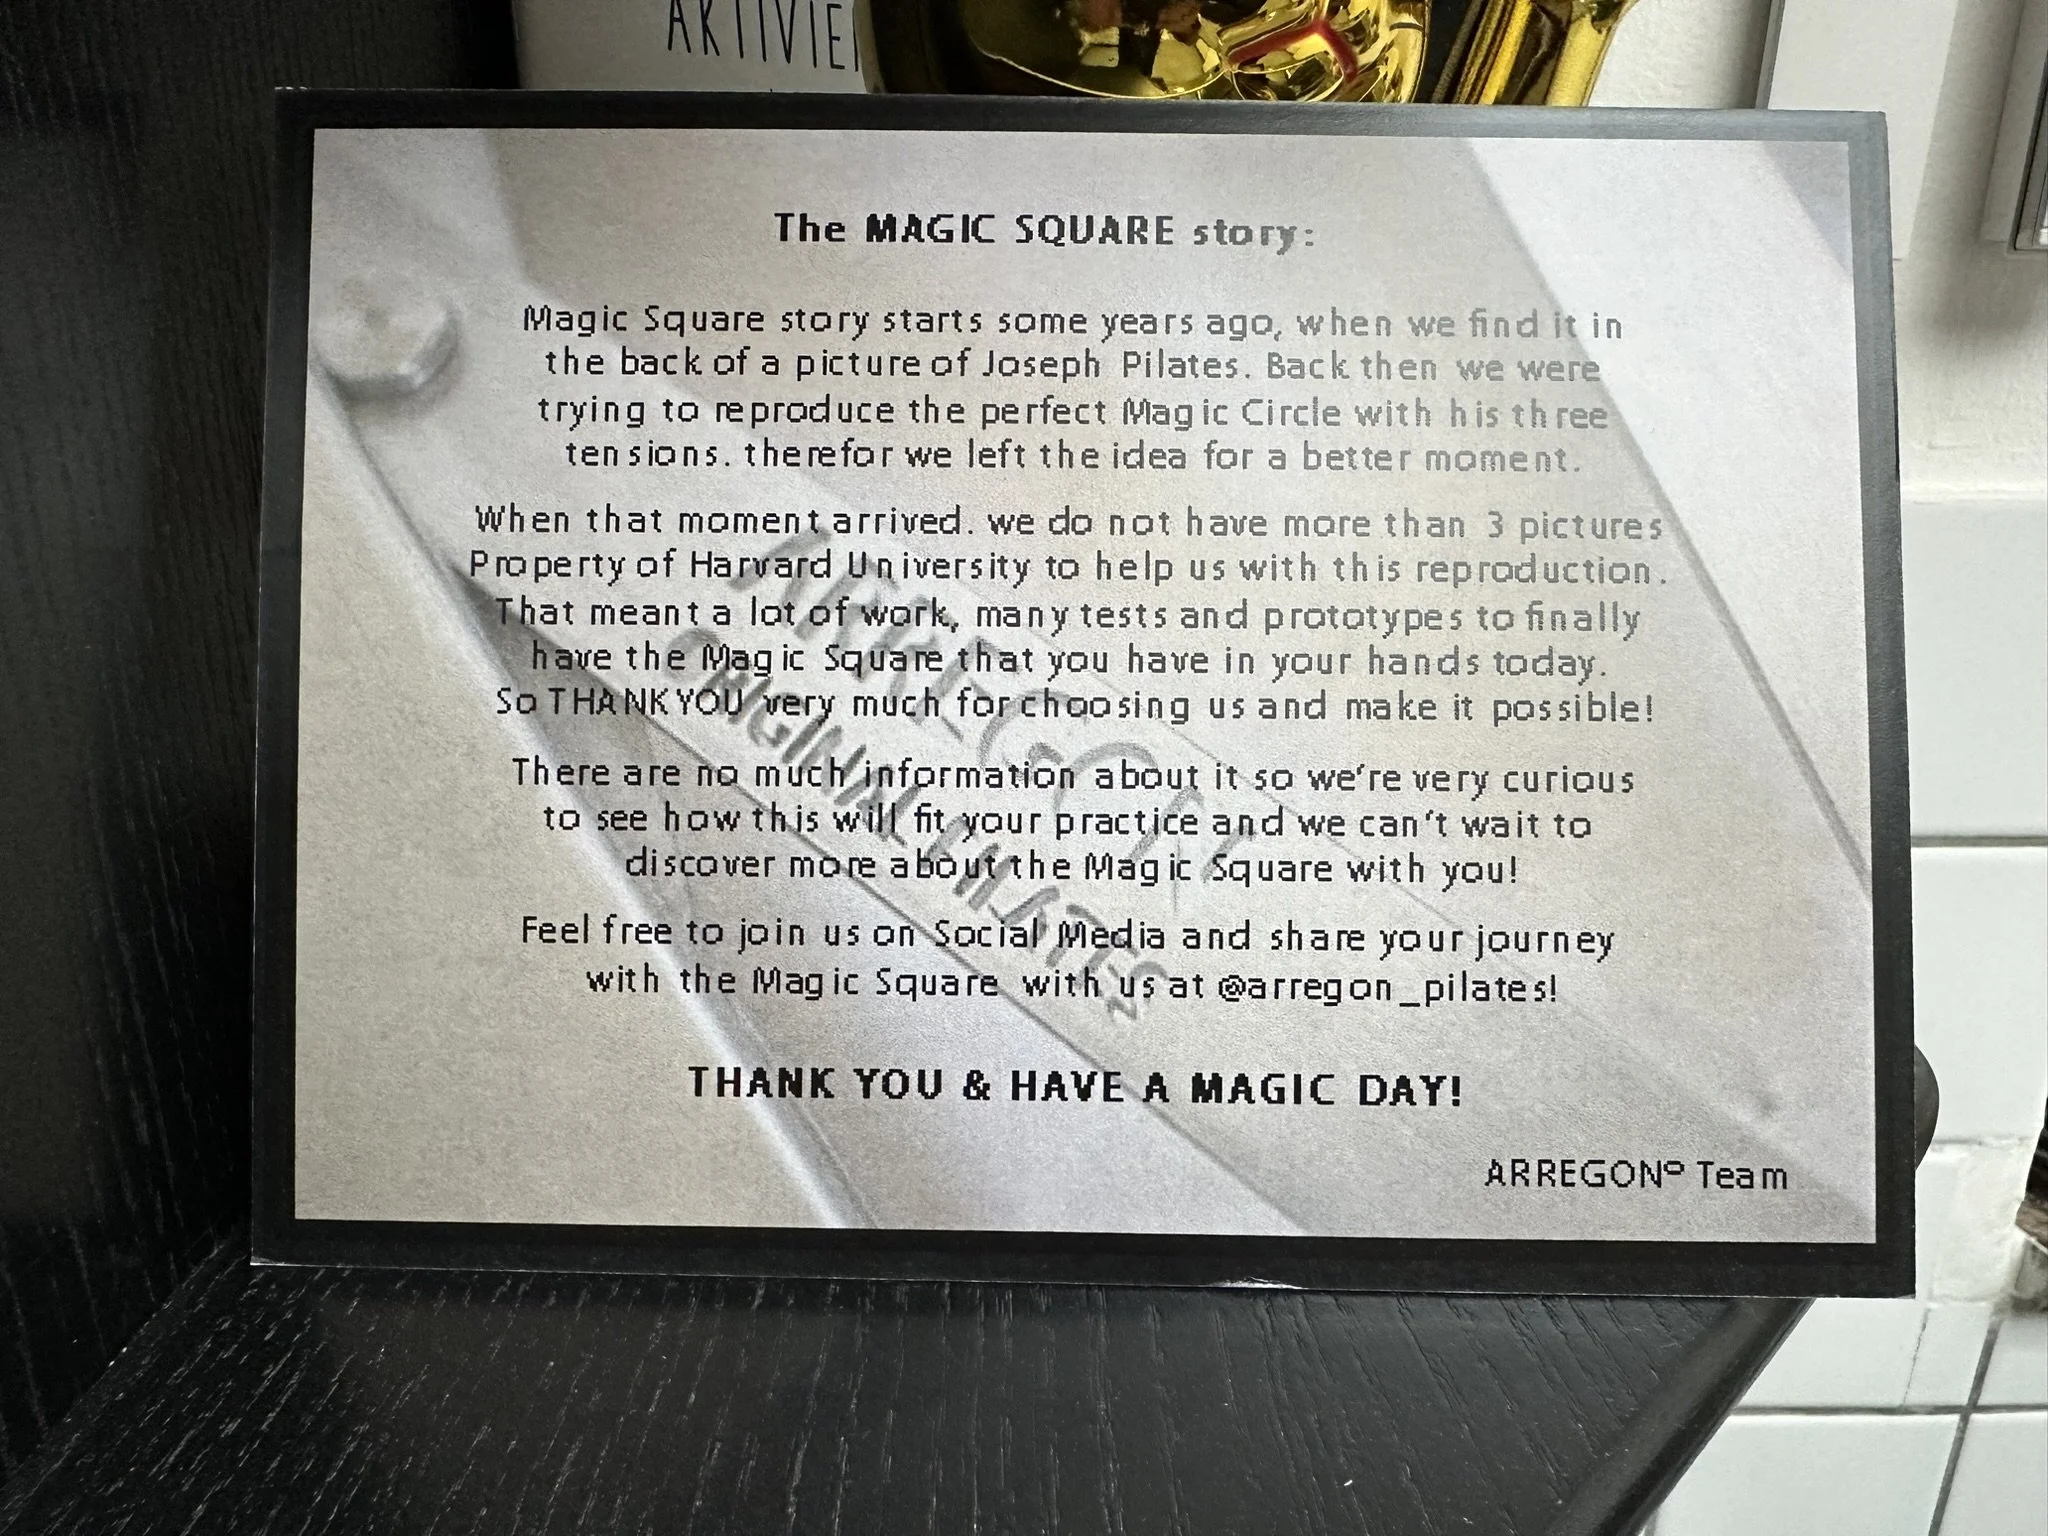 AKTIVIE
The MAGIC SQUARE story:
Magic Square story starts some years ago, when we find it in
the back of a picture of Joseph Pilates. Back then we were
trying to reproduce the perfect Magic Circle with his three
tensions. therefor we left the idea for a better moment.
When that moment arrived. we do not have more than 3 pictures
Property of Harvard University to help us with this reproduction.
That meant a lot of work, many tests and prototypes to finally
have the Magic Square that you have in your hands today.
So THANK YOU very much for choosing us and make it possible!
There are no much information about it so we're very curious
to see how this will fit your practice and we can't wait to
discover more about the Magic Square with you!
Feel free to join us on Social Media and share your journey
with the Magic Square with us at @arregon_pilates!
THANK YOU & HAVE A MAGIC DAY!
ARREGONº Team
ARREGON
ORIGINAL PILATES